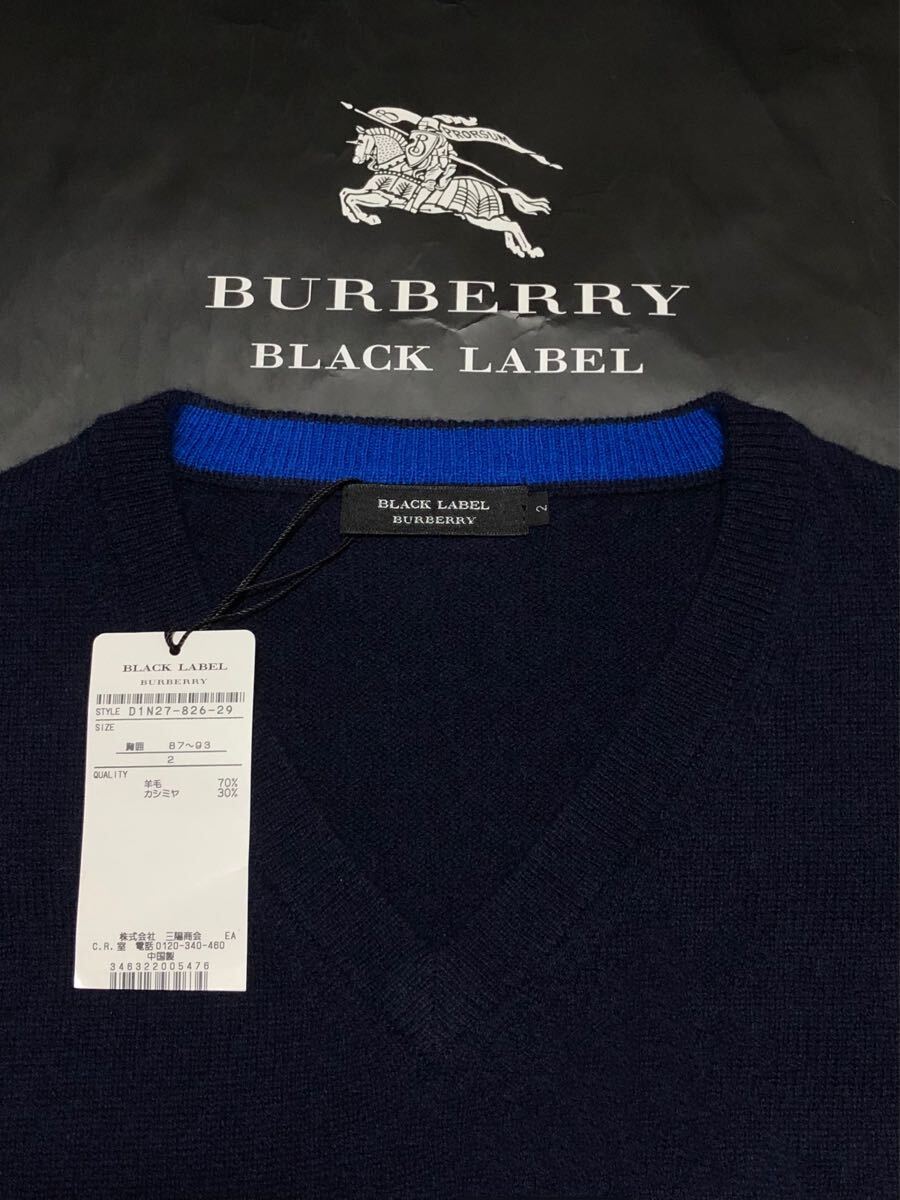 PRORSUM
B
B
BURBERRY
BLACK LABEL
BLACK LABEL
BURBERRY
2
BLACK LABEL
BURBERRY
STYLE D1N27-826-29
SIZE
胸囲 87～93
2
QUALITY
羊毛 70%
カシミヤ 30%
株式会社 三陽商会 EA
C.R.室 電話0120-340-460
中国製
346322005476